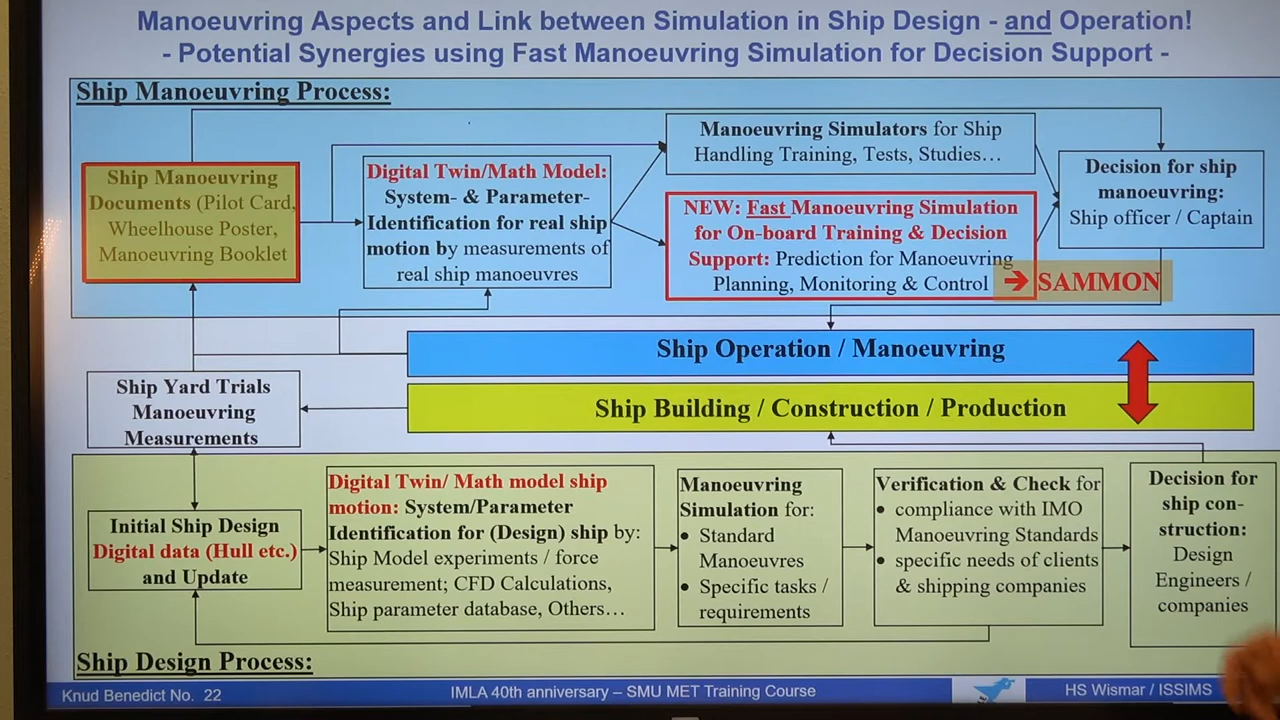 Manoeuvring Aspects and Link between Simulation in Ship Design - and Operation!
- Potential Synergies using Fast Manoeuvring Simulation for Decision Support -
Ship Manoeuvring Process:
Ship Manoeuvring
Documents (Pilot Card,
Wheelhouse Poster,
Manoeuvring Booklet
Digital Twin/Math Model:
System- & Parameter-
Identification for real ship
motion by measurements of
real ship manoeuvres
Manoeuvring Simulators for Ship
Handling Training, Tests, Studies…
NEW: Fast Manoeuvring Simulation
for On-board Training & Decision
Support: Prediction for Manoeuvring
Planning, Monitoring & Control
➔ SAMMON
Decision for ship
manoeuvring:
Ship officer / Captain
Ship Operation / Manoeuvring
Ship Building / Construction / Production
Ship Yard Trials
Manoeuvring
Measurements
Initial Ship Design
Digital data (Hull etc.)
and Update
Digital Twin/ Math model ship
motion: System/Parameter
Identification for (Design) ship by:
Ship Model experiments / force
measurement; CFD Calculations,
Ship parameter database, Others…
Manoeuvring
Simulation for:
• Standard
Manoeuvres
• Specific tasks /
requirements
Verification & Check for
• compliance with IMO
Manoeuvring Standards
• specific needs of clients
& shipping companies
Decision for
ship con-
struction:
Design
Engineers /
companies
Ship Design Process:
Knud Benedict No. 22
IMLA 40th anniversary – SMU MET Training Course
HS Wismar / ISSIMS